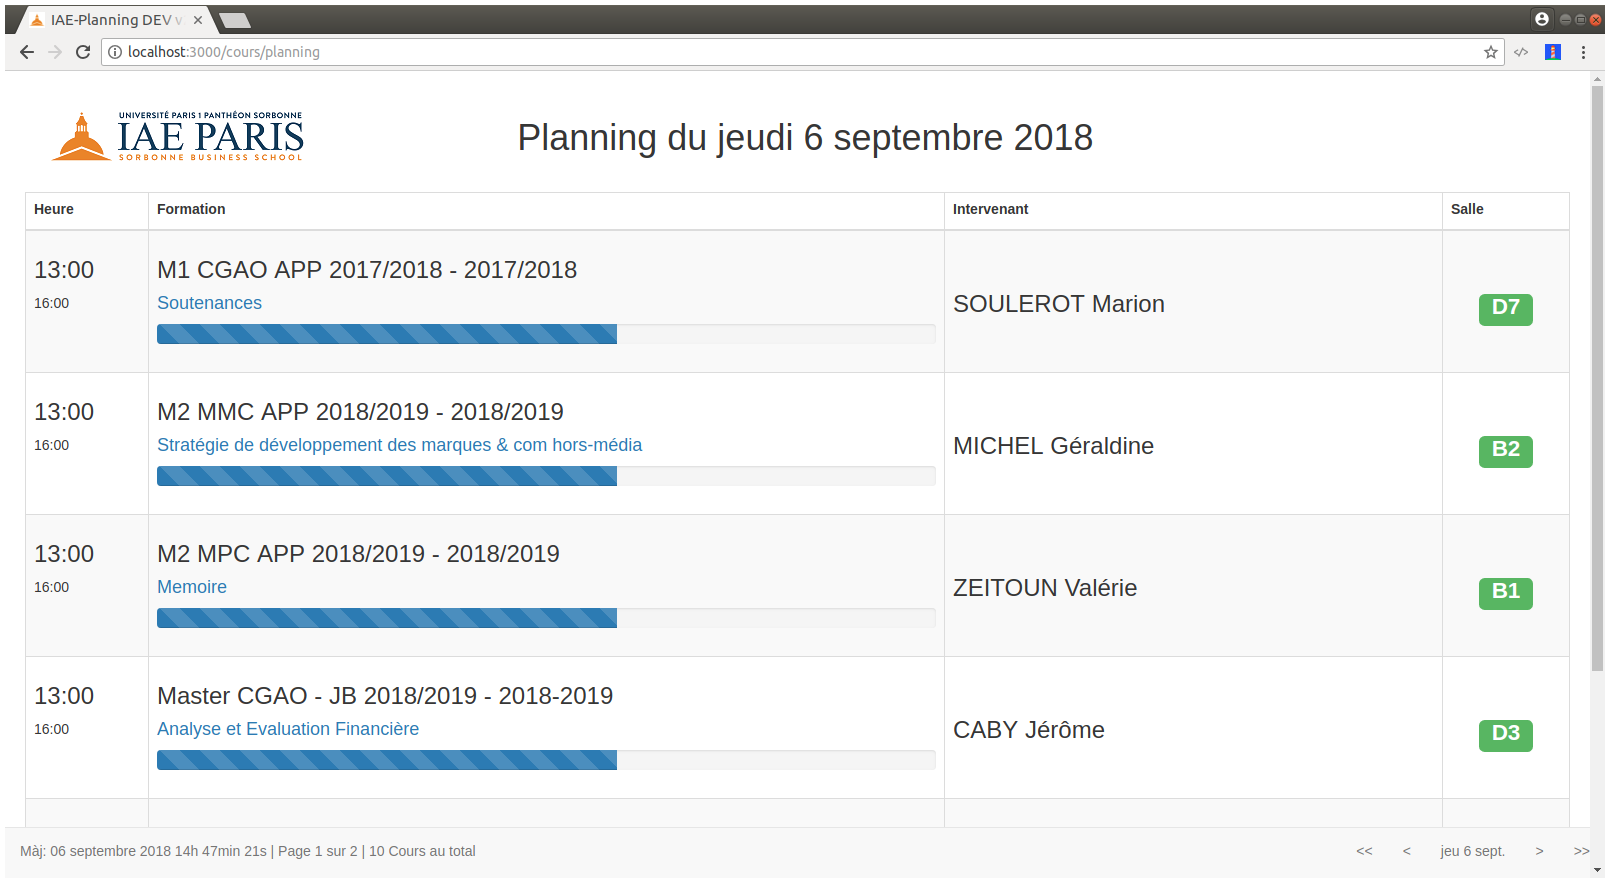 IAE-Planning DEV v
localhost:3000/cours/planning
UNIVERSITÉ PARIS 1 PANTHÉON SORBONNE
IAE PARIS
SORBONNE BUSINESS SCHOOL
Planning du jeudi 6 septembre 2018
Heure Formation Intervenant Salle
13:00 M1 CGAO APP 2017/2018 - 2017/2018
16:00 Soutenances SOULEROT Marion D7
13:00 M2 MMC APP 2018/2019 - 2018/2019
16:00 Stratégie de développement des marques & com hors-média MICHEL Géraldine B2
13:00 M2 MPC APP 2018/2019 - 2018/2019
16:00 Memoire ZEITOUN Valérie B1
13:00 Master CGAO - JB 2018/2019 - 2018-2019
16:00 Analyse et Evaluation Financière CABY Jérôme D3
Màj: 06 septembre 2018 14h 47min 21s | Page 1 sur 2 | 10 Cours au total << < jeu 6 sept. > >>